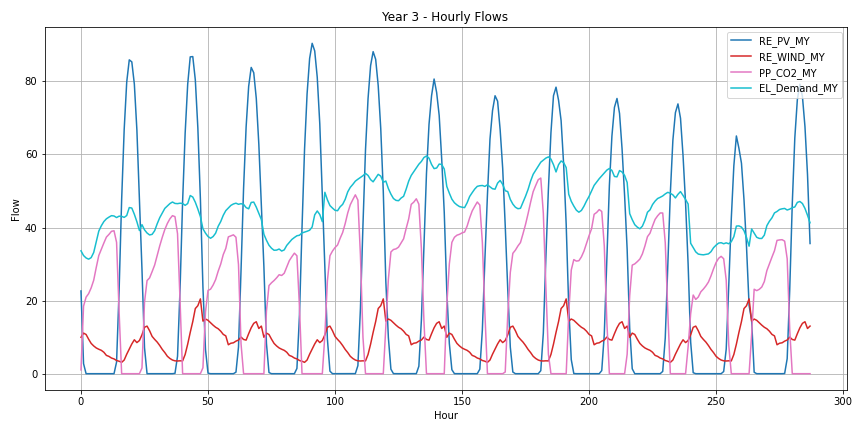 Year 3 - Hourly Flows
RE_PV_MY
RE_WIND_MY
PP_CO2_MY
EL_Demand_MY
80
60
40
20
0
Flow
0 50 100 150 200 250 300
Hour